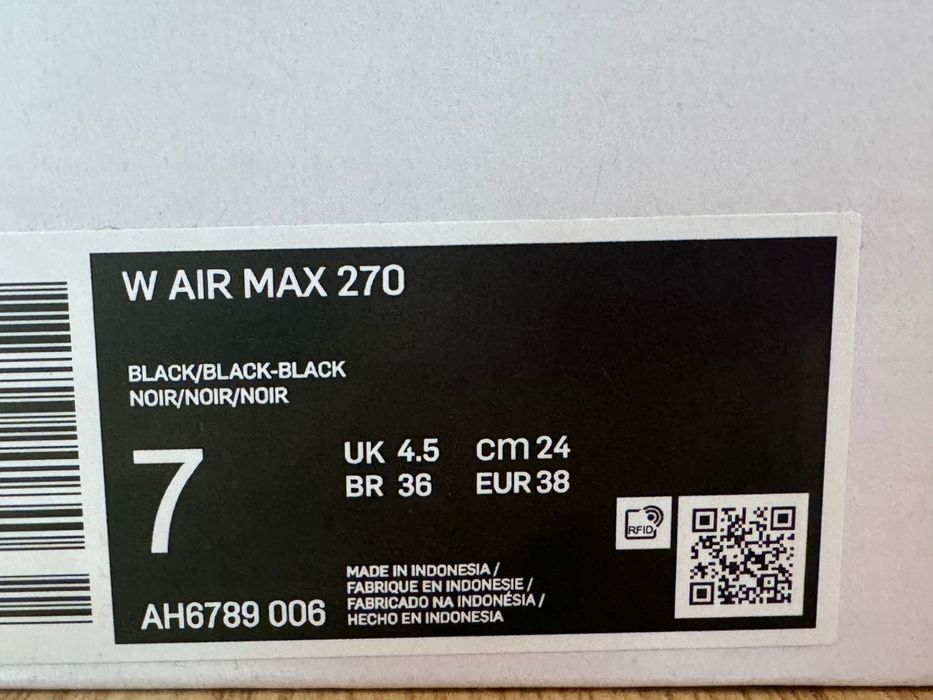 W AIR MAX 270
BLACK/BLACK-BLACK
NOIR/NOIR/NOIR
7
UK 4.5 cm 24
BR 36 EUR 38
RFID
MADE IN INDONESIA /
FABRIQUE EN INDONESIE /
FABRICADO NA INDONÉSIA /
HECHO EN INDONESIA
AH6789 006